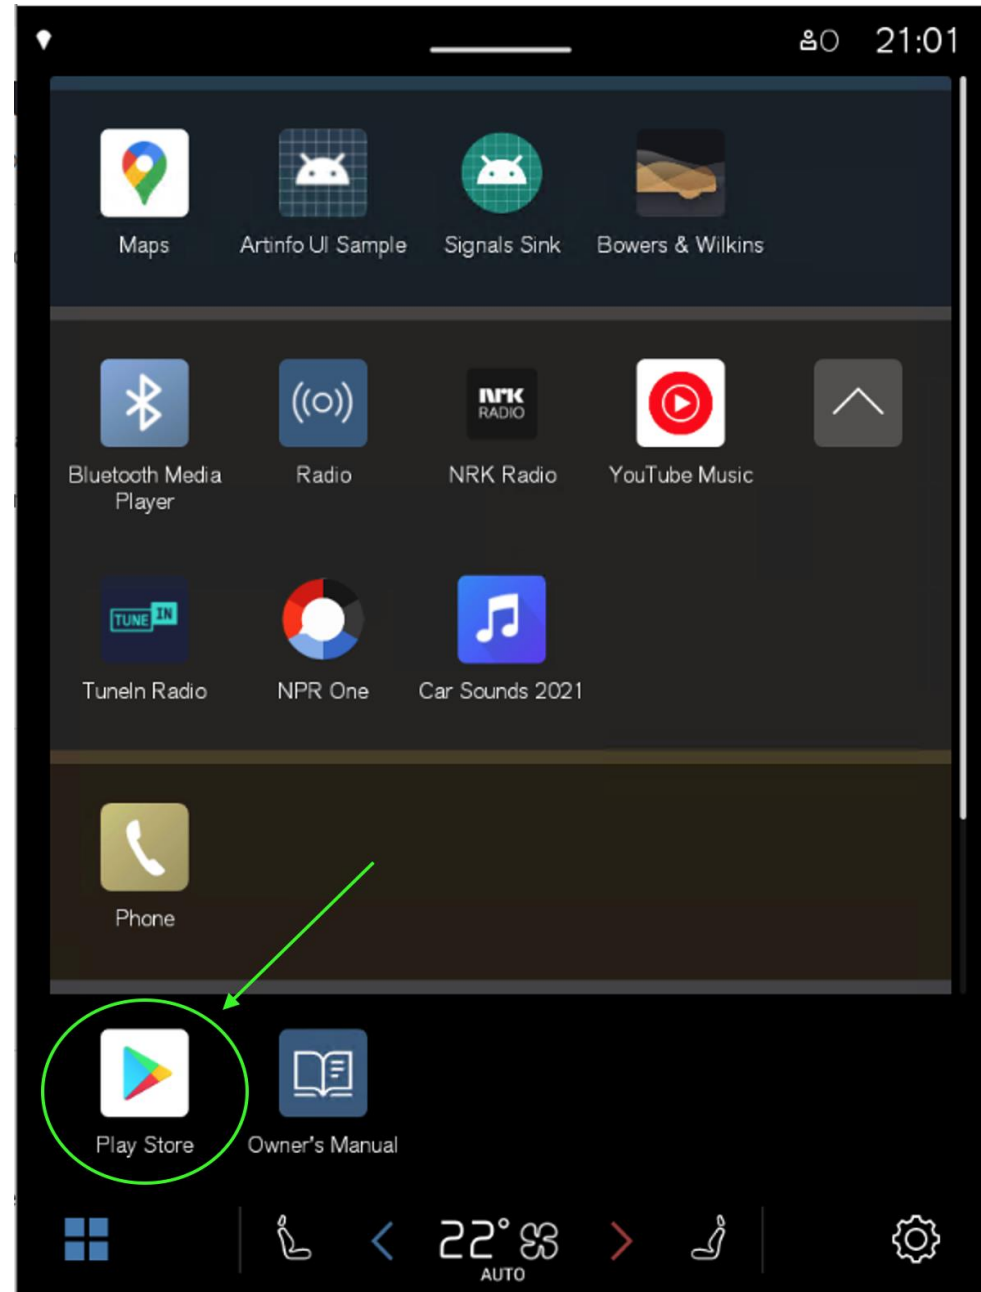 21:01
Maps
Artinfo UI Sample
Signals Sink
Bowers & Wilkins
nrk
RADIO
Bluetooth Media
Player
Radio
NRK Radio
YouTube Music
TUNE IN
TuneIn Radio
NPR One
Car Sounds 2021
Phone
Play Store
Owner's Manual
22°
AUTO